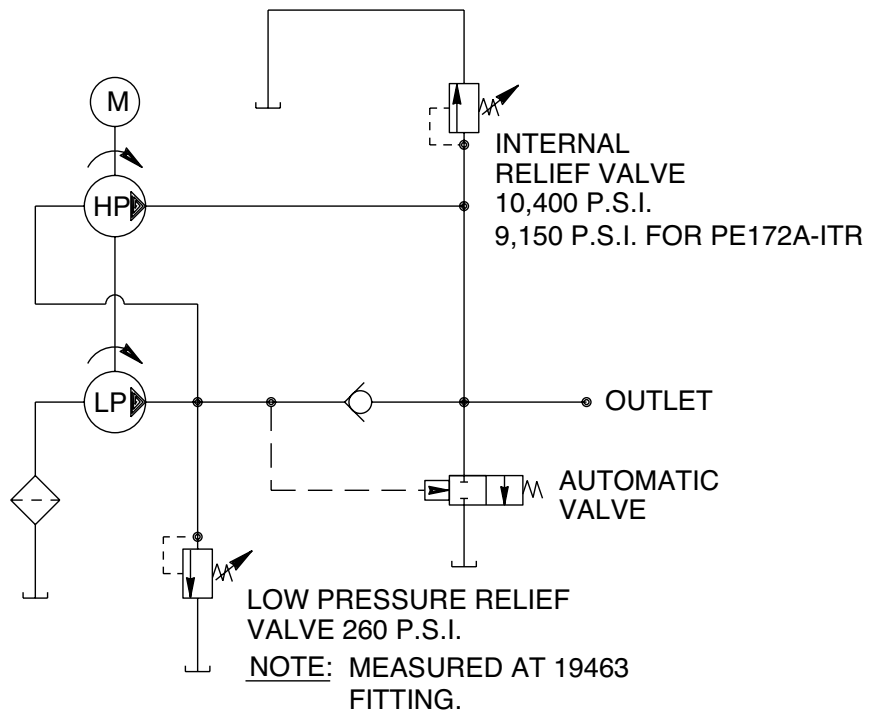 M
INTERNAL
RELIEF VALVE
10,400 P.S.I.
9,150 P.S.I. FOR PE172A-ITR
HP
LP
OUTLET
AUTOMATIC
VALVE
LOW PRESSURE RELIEF
VALVE 260 P.S.I.
NOTE: MEASURED AT 19463
FITTING.